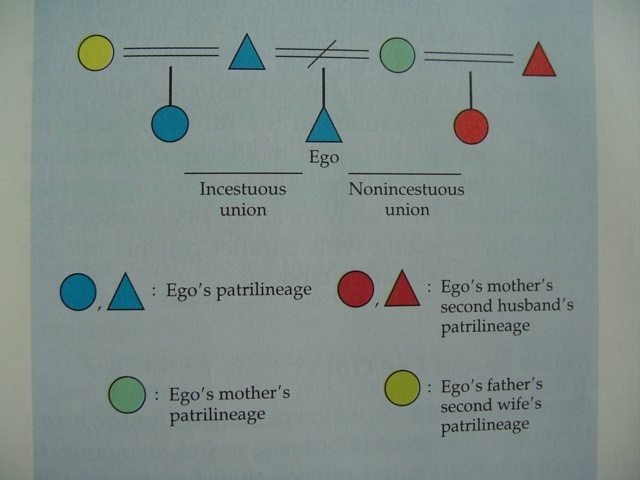 Ego
Incestuous
union
Nonincestuous
union
, : Ego's patrilineage
, : Ego's mother's
second husband's
patrilineage
: Ego's mother's
patrilineage
: Ego's father's
second wife's
patrilineage